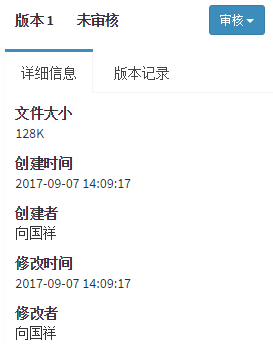 版本 1 未审核 审核
详细信息 版本记录
文件大小
128K
创建时间
2017-09-07 14:09:17
创建者
向国祥
修改时间
2017-09-07 14:09:17
修改者
向国祥